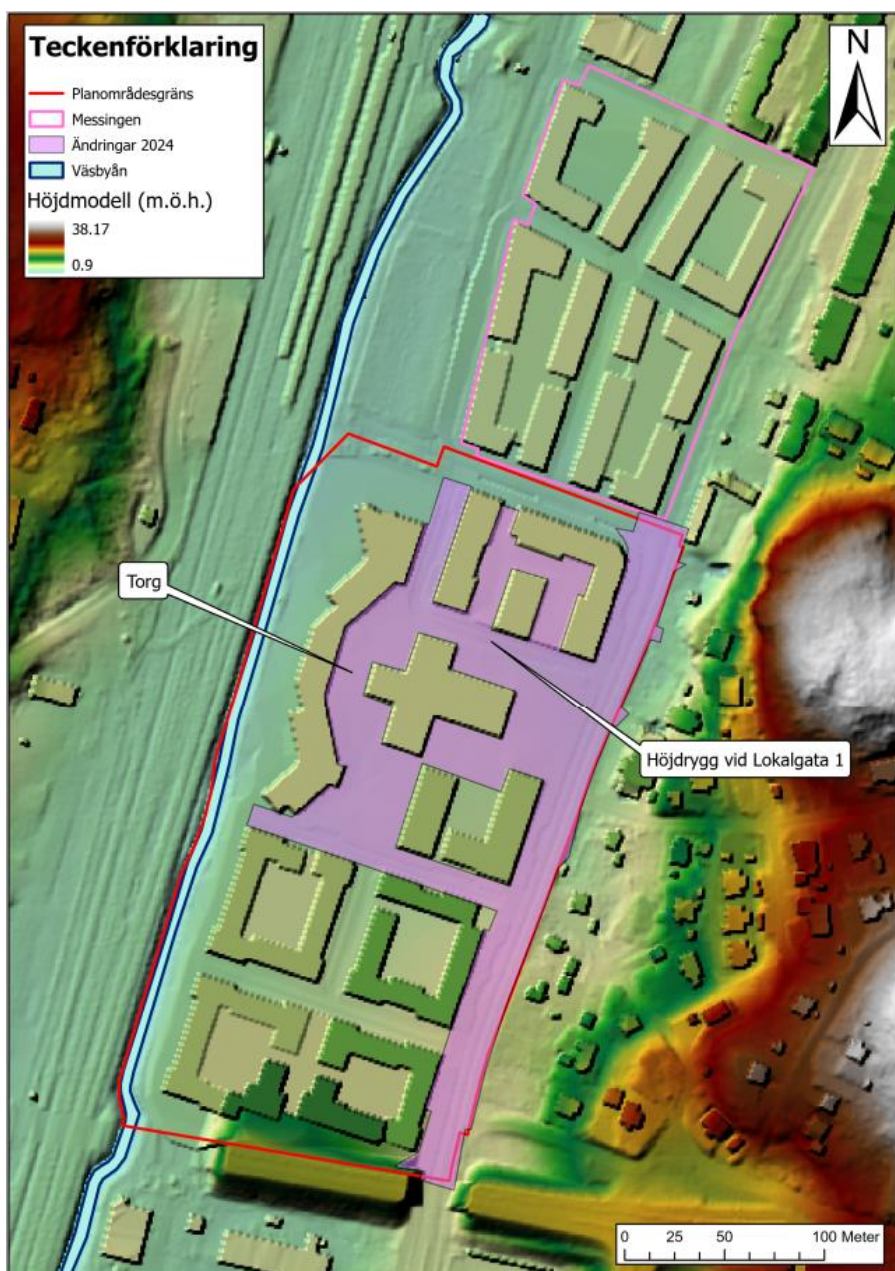 Teckenförklaring
Planområdesgräns
Messingen
Ändringar 2024
Väsbyån
Höjdmodell (m.ö.h.)
38.17
0.9
N
Torg
Höjdrygg vid Lokalgata 1
0 25 50 100 Meter